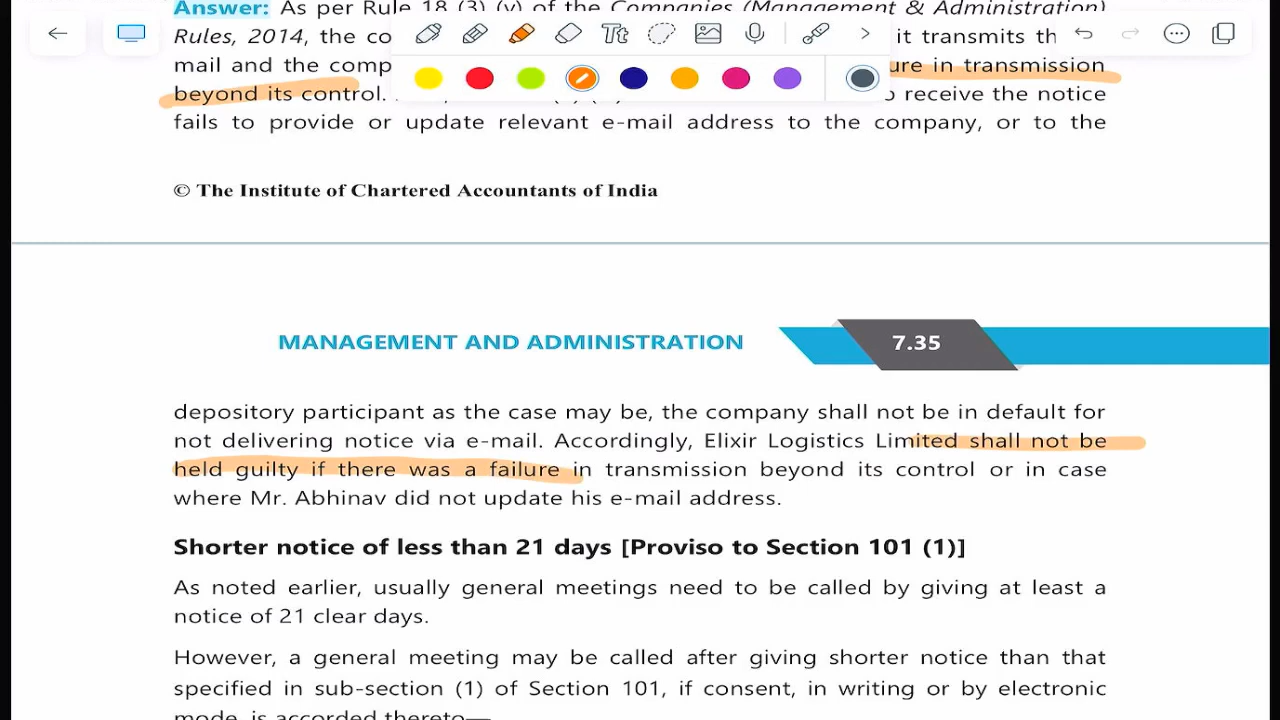 Answer: As per Rule 18 (3) (v) of the Companies (Management & Administration)
Rules, 2014, the co it transmits th
mail and the comp ure in transmission
beyond its control. o receive the notice
fails to provide or update relevant e-mail address to the company, or to the
© The Institute of Chartered Accountants of India
MANAGEMENT AND ADMINISTRATION 7.35
depository participant as the case may be, the company shall not be in default for
not delivering notice via e-mail. Accordingly, Elixir Logistics Limited shall not be
held guilty if there was a failure in transmission beyond its control or in case
where Mr. Abhinav did not update his e-mail address.
Shorter notice of less than 21 days [Proviso to Section 101 (1)]
As noted earlier, usually general meetings need to be called by giving at least a
notice of 21 clear days.
However, a general meeting may be called after giving shorter notice than that
specified in sub-section (1) of Section 101, if consent, in writing or by electronic
mode, is accorded thereto—